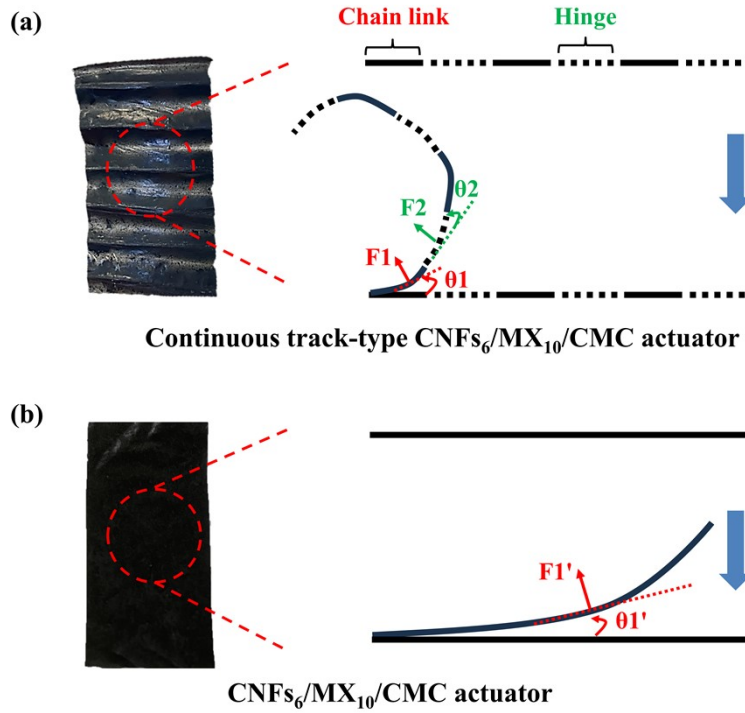 (a)
Chain link
Hinge
θ2
F2
F1
θ1
Continuous track-type CNFs₆/MX₁₀/CMC actuator
(b)
F1'
θ1'
CNFs₆/MX₁₀/CMC actuator